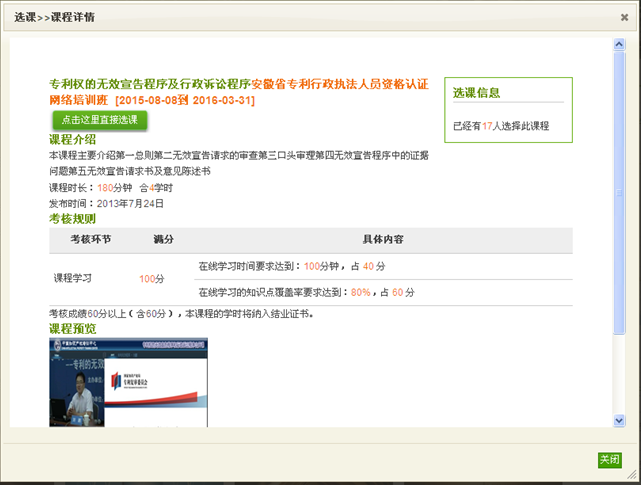 选课>>课程详情
专利权的无效宣告程序及行政诉讼程序安徽省专利行政执法人员资格认证
网络培训班 [2015-08-08到 2016-03-31]
点击这里直接选课
选课信息
已经有17人选择此课程
课程介绍
本课程主要介绍第一总则第二无效宣告请求的审查第三口头审理第四无效宣告程序中的证据
问题第五无效宣告请求书及意见陈述书
课程时长：180分钟 合4学时
发布时间：2013年7月24日
考核规则
考核环节 满分 具体内容
课程学习 100分
在线学习时间要求达到：100分钟，占 40 分
在线学习的知识点覆盖率要求达到：80%，占 60 分
考核成绩60分以上（含60分），本课程的学时将纳入结业证书。
课程预览
关闭